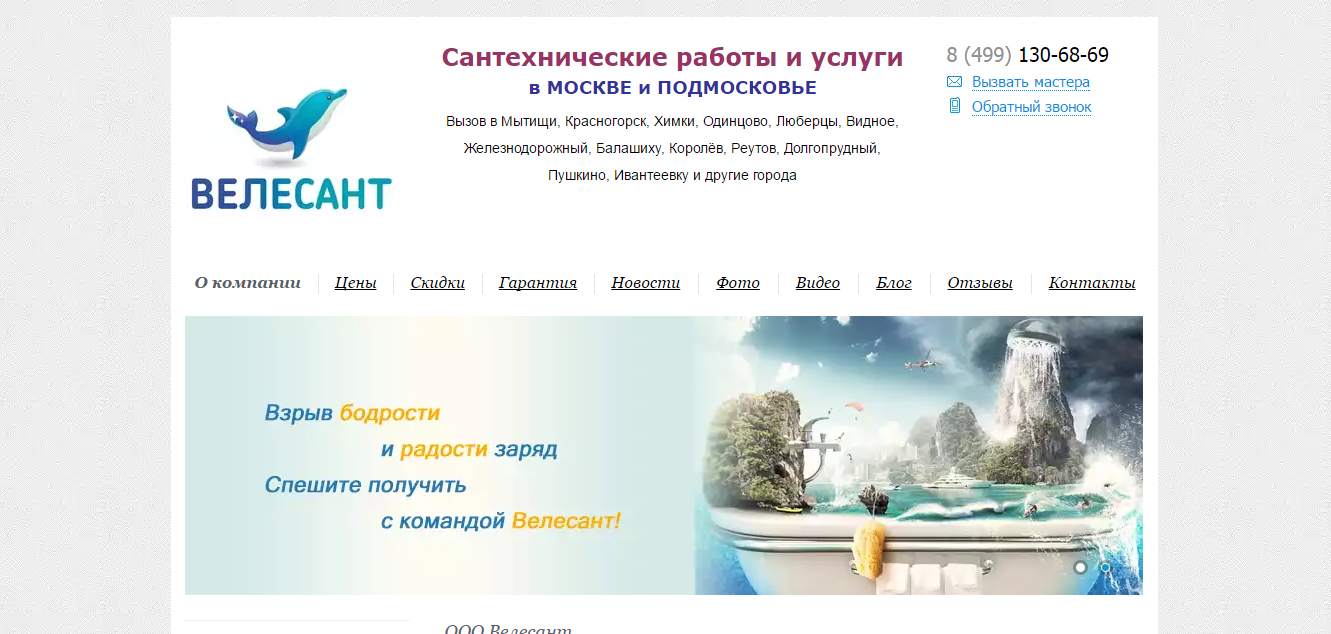 Сантехнические работы и услуги
в МОСКВЕ и ПОДМОСКОВЬЕ
Вызов в Мытищи, Красногорск, Химки, Одинцово, Люберцы, Видное,
Железнодорожный, Балашиху, Королёв, Реутов, Долгопрудный,
Пушкино, Ивантеевку и другие города
8 (499) 130-68-69
Вызвать мастера
Обратный звонок
ВЕЛЕСАНТ
О компании Цены Скидки Гарантия Новости Фото Видео Блог Отзывы Контакты
Взрыв бодрости
и радости заряд
Спешите получить
с командой Велесант!
ООО Велесант